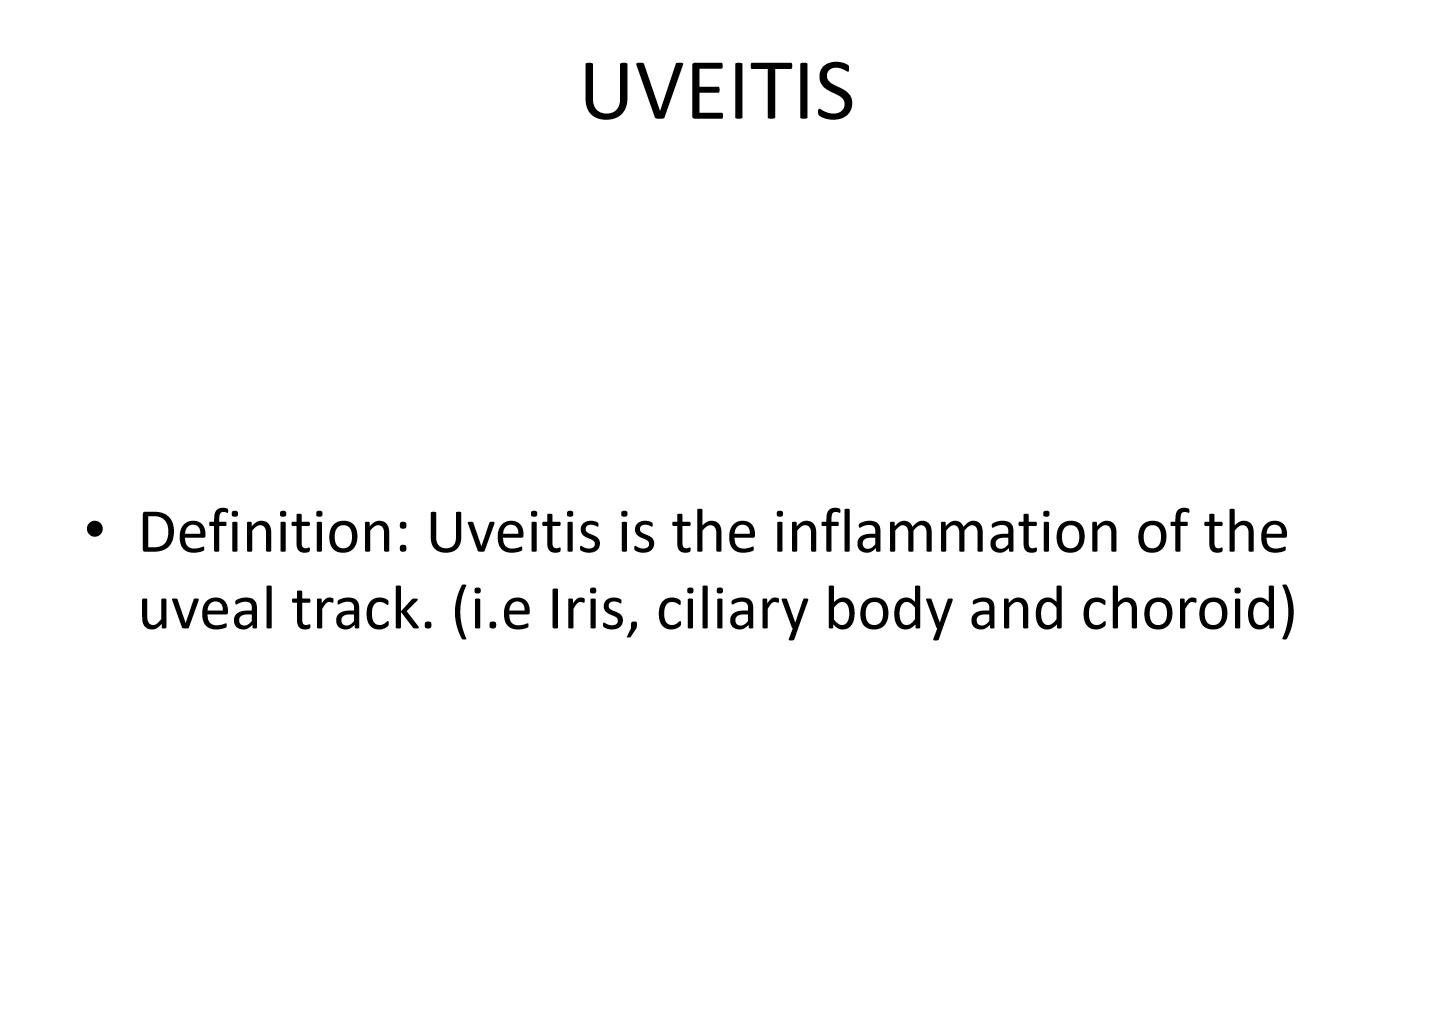 UVEITIS
• Definition: Uveitis is the inflammation of the
uveal track. (i.e Iris, ciliary body and choroid)